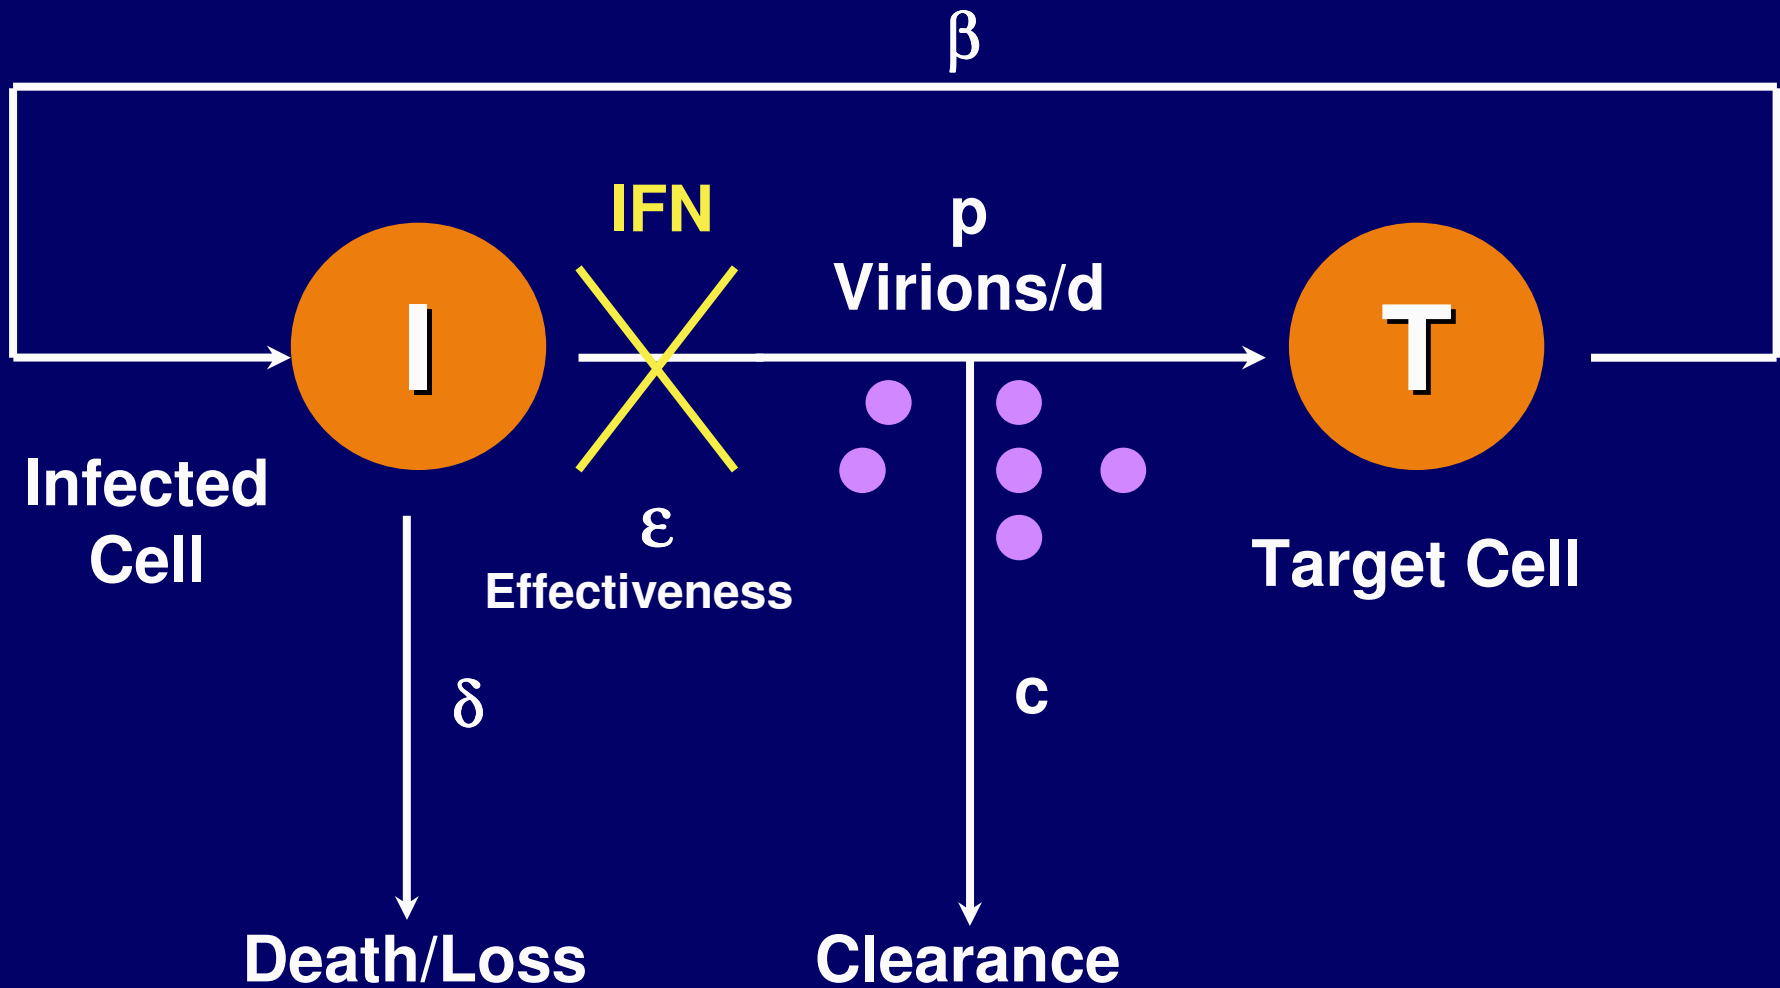 β
IFN
p
Virions/d
I
T
Infected
Cell
ε
Effectiveness
Target Cell
δ
c
Death/Loss
Clearance